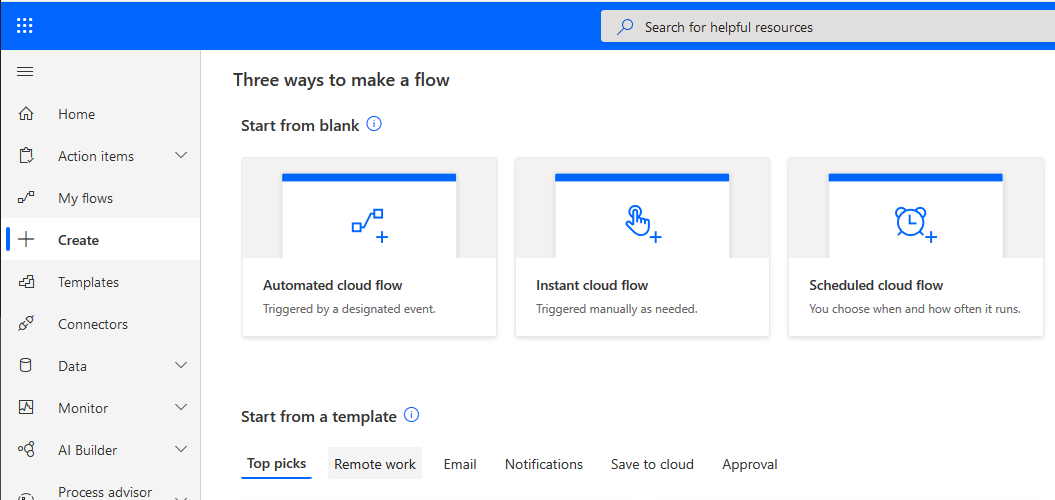 Search for helpful resources
Home
Action items
My flows
Create
Templates
Connectors
Data
Monitor
AI Builder
Process advisor
Three ways to make a flow
Start from blank
Automated cloud flow
Triggered by a designated event.
Instant cloud flow
Triggered manually as needed.
Scheduled cloud flow
You choose when and how often it runs.
Start from a template
Top picks
Remote work
Email
Notifications
Save to cloud
Approval